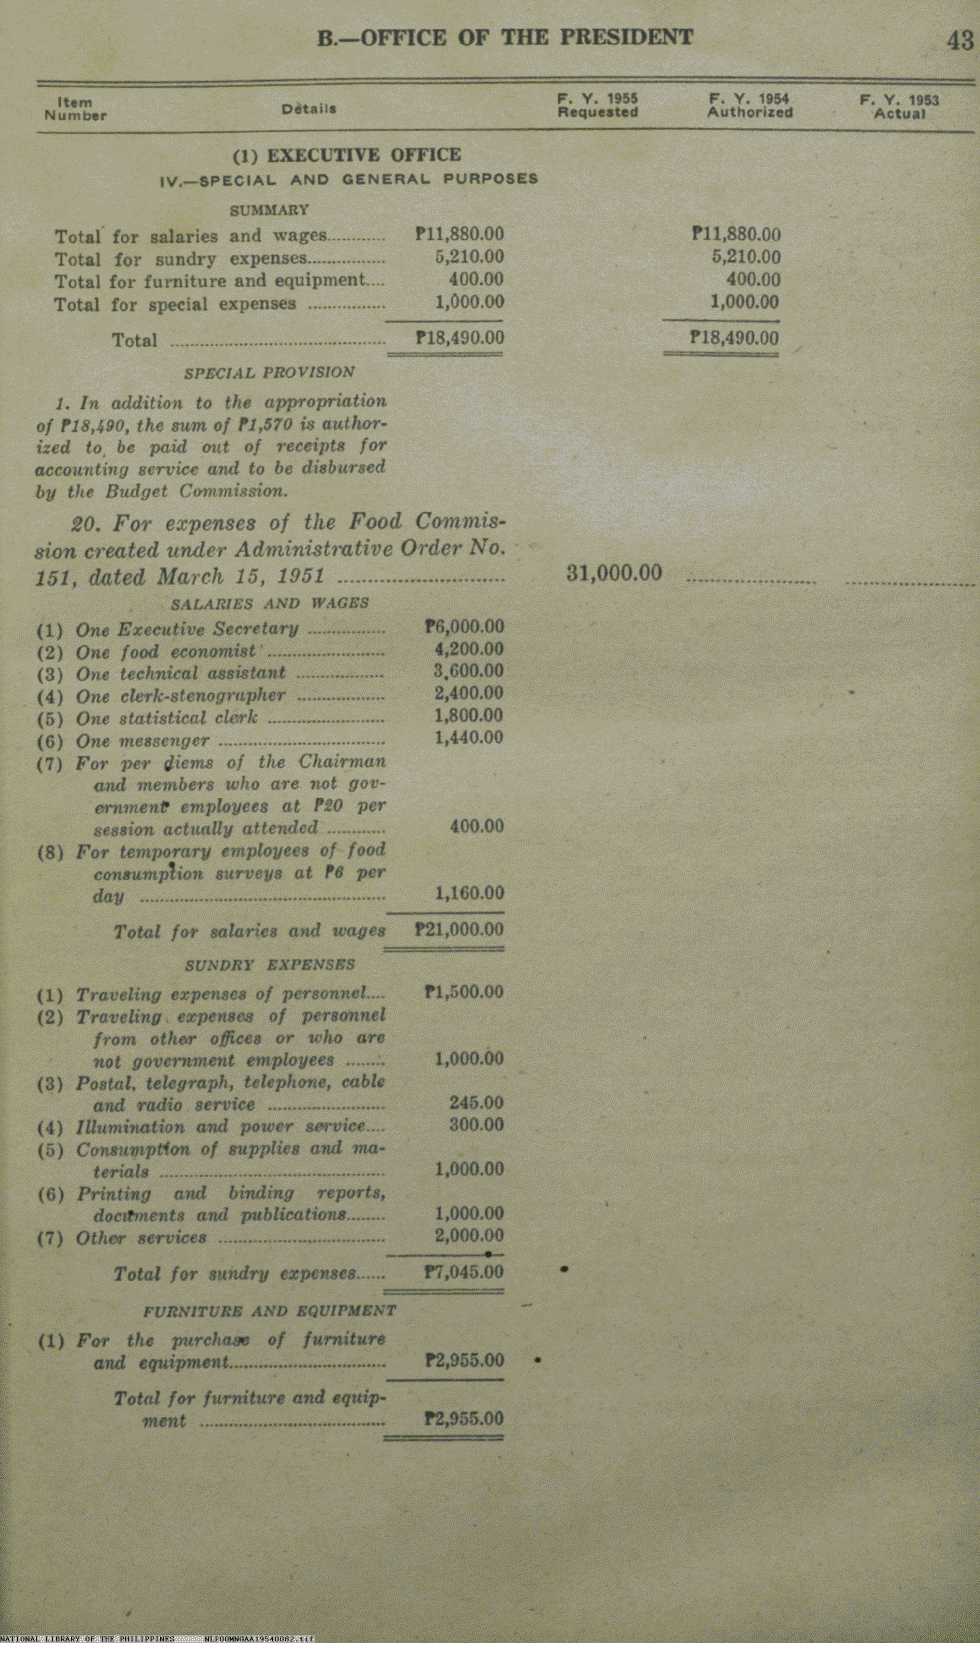 B.—OFFICE OF THE PRESIDENT 43
Item Number Details F. Y. 1955 Requested F. Y. 1954 Authorized F. Y. 1953 Actual
(1) EXECUTIVE OFFICE
IV.—SPECIAL AND GENERAL PURPOSES
SUMMARY
Total for salaries and wages............ ₱11,880.00 ₱11,880.00
Total for sundry expenses................ 5,210.00 5,210.00
Total for furniture and equipment.... 400.00 400.00
Total for special expenses ................ 1,000.00 1,000.00
Total ............................................ ₱18,490.00 ₱18,490.00
SPECIAL PROVISION
1. In addition to the appropriation
of ₱18,490, the sum of ₱1,570 is author-
ized to be paid out of receipts for
accounting service and to be disbursed
by the Budget Commission.
20. For expenses of the Food Commis-
sion created under Administrative Order No.
151, dated March 15, 1951 ............................ 31,000.00 ...................... ......................
SALARIES AND WAGES
(1) One Executive Secretary ................ ₱6,000.00
(2) One food economist ........................ 4,200.00
(3) One technical assistant .................. 3,600.00
(4) One clerk-stenographer .................. 2,400.00
(5) One statistical clerk ........................ 1,800.00
(6) One messenger .................................. 1,440.00
(7) For per diems of the Chairman
and members who are not gov-
ernment employees at ₱20 per
session actually attended ............ 400.00
(8) For temporary employees of food
consumption surveys at ₱6 per
day .................................................. 1,160.00
Total for salaries and wages ₱21,000.00
SUNDRY EXPENSES
(1) Traveling expenses of personnel.... ₱1,500.00
(2) Traveling expenses of personnel
from other offices or who are
not government employees ........ 1,000.00
(3) Postal, telegraph, telephone, cable
and radio service ........................ 245.00
(4) Illumination and power service.... 300.00
(5) Consumption of supplies and ma-
terials .............................................. 1,000.00
(6) Printing and binding reports,
documents and publications........ 1,000.00
(7) Other services .................................. 2,000.00
Total for sundry expenses...... ₱7,045.00
FURNITURE AND EQUIPMENT
(1) For the purchase of furniture
and equipment................................ ₱2,955.00
Total for furniture and equip-
ment ...................................... ₱2,955.00
NATIONAL LIBRARY OF THE PHILIPPINES NLPOOMNGAA19540062.tif